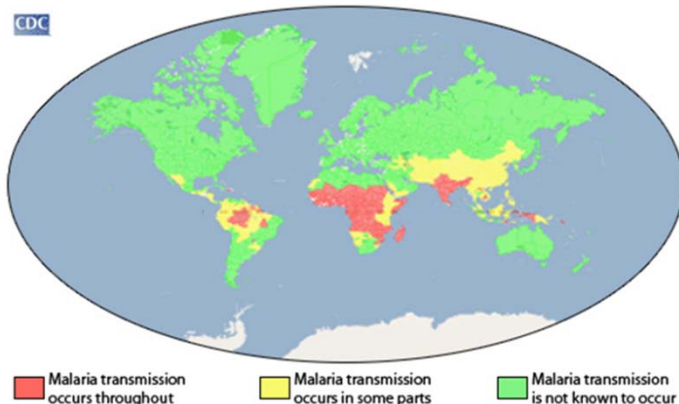 CDC
Malaria transmission
occurs throughout
Malaria transmission
occurs in some parts
Malaria transmission
is not known to occur